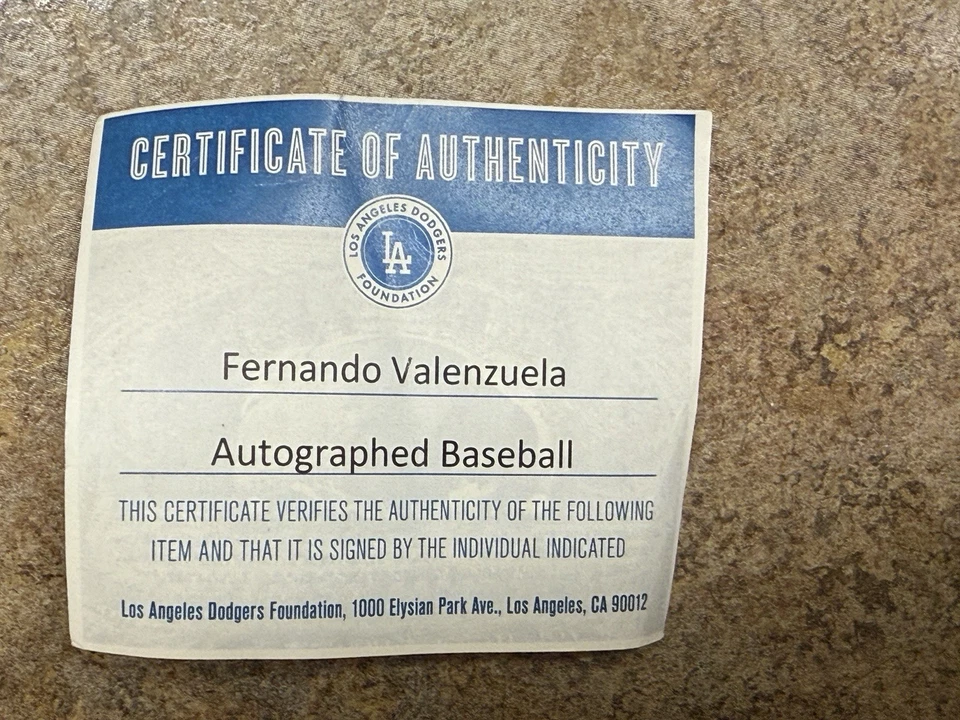 CERTIFICATE OF AUTHENTICITY
LOS ANGELES DODGERS
LA
FOUNDATION
Fernando Valenzuela
Autographed Baseball
THIS CERTIFICATE VERIFIES THE AUTHENTICITY OF THE FOLLOWING
ITEM AND THAT IT IS SIGNED BY THE INDIVIDUAL INDICATED
Los Angeles Dodgers Foundation, 1000 Elysian Park Ave., Los Angeles, CA 90012